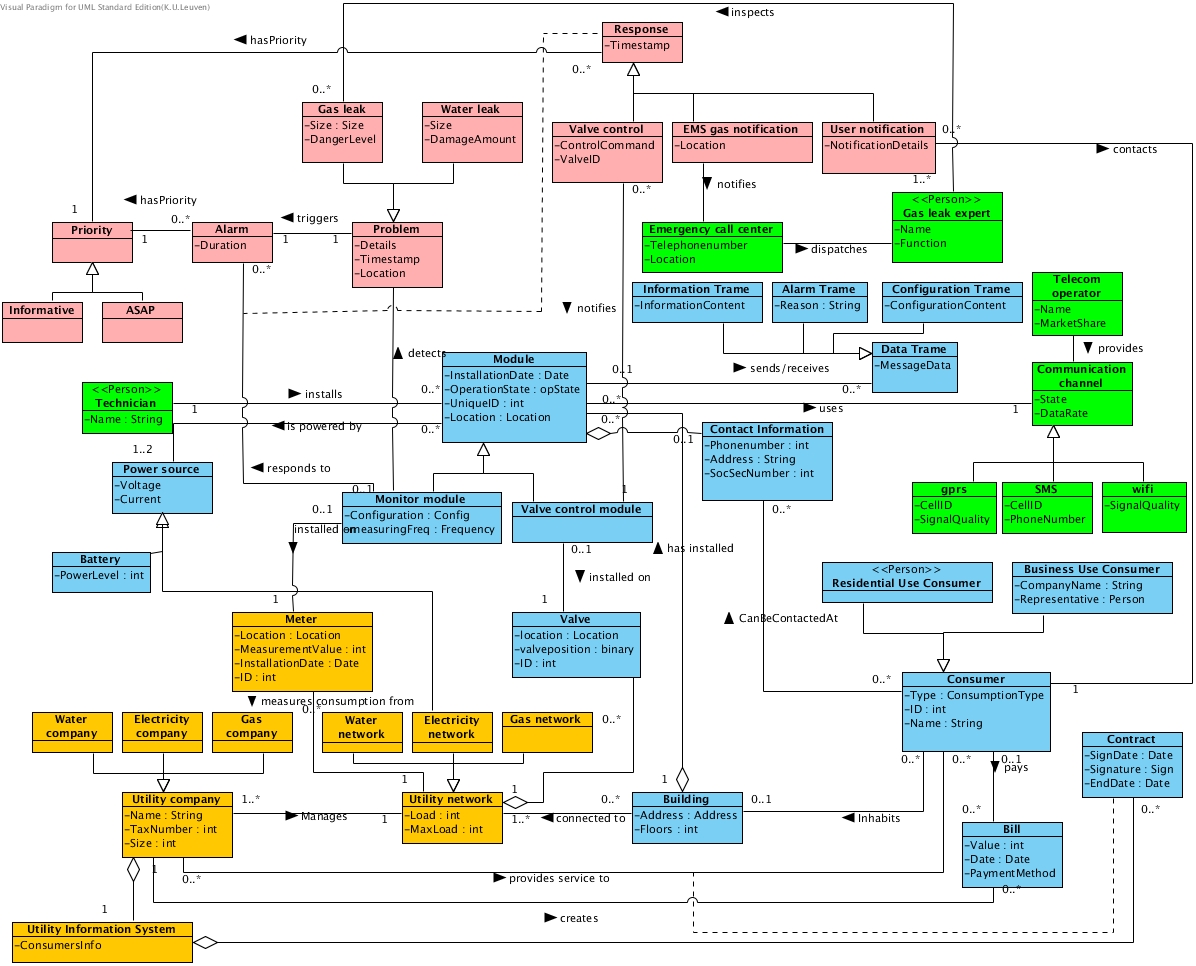 Visual Paradigm for UML Standard Edition(K.U.Leuven)
inspects
hasPriority
Response
-Timestamp
0..*
0..*
Gas leak
-Size : Size
-DangerLevel
Water leak
-Size
-DamageAmount
Valve control
-ControlCommand
-ValveID
EMS gas notification
-Location
User notification
-NotificationDetails
0..*
contacts
0..*
notifies
1..*
hasPriority
1
0..*
triggers
1
1
1
Priority
Alarm
-Duration
0..*
Problem
-Details
-Timestamp
-Location
Emergency call center
-Telephonenumber
-Location
dispatches
<<Person>>
Gas leak expert
-Name
-Function
Informative
ASAP
notifies
Information Trame
-InformationContent
Alarm Trame
-Reason : String
Configuration Trame
-ConfigurationContent
Telecom
operator
-Name
-MarketShare
provides
detects
Module
-InstallationDate : Date
-OperationState : opState
-UniqueID : int
-Location : Location
0..1
sends/receives
0..*
Data Trame
-MessageData
Communication
channel
-State
-DataRate
<<Person>>
Technician
-Name : String
1
installs
0..*
0..*
uses
1
is powered by
0..*
0..*
0..1
Contact Information
-Phonenumber : int
-Address : String
-SocSecNumber : int
1..2
Power source
-Voltage
-Current
responds to
0..1
0..1
Monitor module
-Configuration : Config
-measuringFreq : Frequency
installed on
1
Valve control module
0..1
has installed
0..*
gprs
-CellID
-SignalQuality
SMS
-CellID
-PhoneNumber
wifi
-SignalQuality
Battery
-PowerLevel : int
installed on
1
1
<<Person>>
Residential Use Consumer
Business Use Consumer
-CompanyName : String
-Representative : Person
Meter
-Location : Location
-MeasurementValue : int
-InstallationDate : Date
-ID : int
Valve
-location : Location
-valveposition : binary
-ID : int
CanBeContactedAt
0..*
1
Consumer
-Type : ConsumptionType
-ID : int
-Name : String
measures consumption from
0..*
Water
company
Electricity
company
Gas
company
Water
network
Electricity
network
Gas network
0..*
0..*
0..*
0..1
pays
Contract
-SignDate : Date
-Signature : Sign
-EndDate : Date
1
1
1
Utility company
-Name : String
-TaxNumber : int
-Size : int
1..*
Manages
1
Utility network
-Load : int
-MaxLoad : int
1..*
connected to
0..*
Building
-Address : Address
-Floors : int
0..1
Inhabits
0..*
0..*
Bill
-Value : int
-Date : Date
-PaymentMethod
0..*
1
0..*
provides service to
1
creates
Utility Information System
-ConsumersInfo